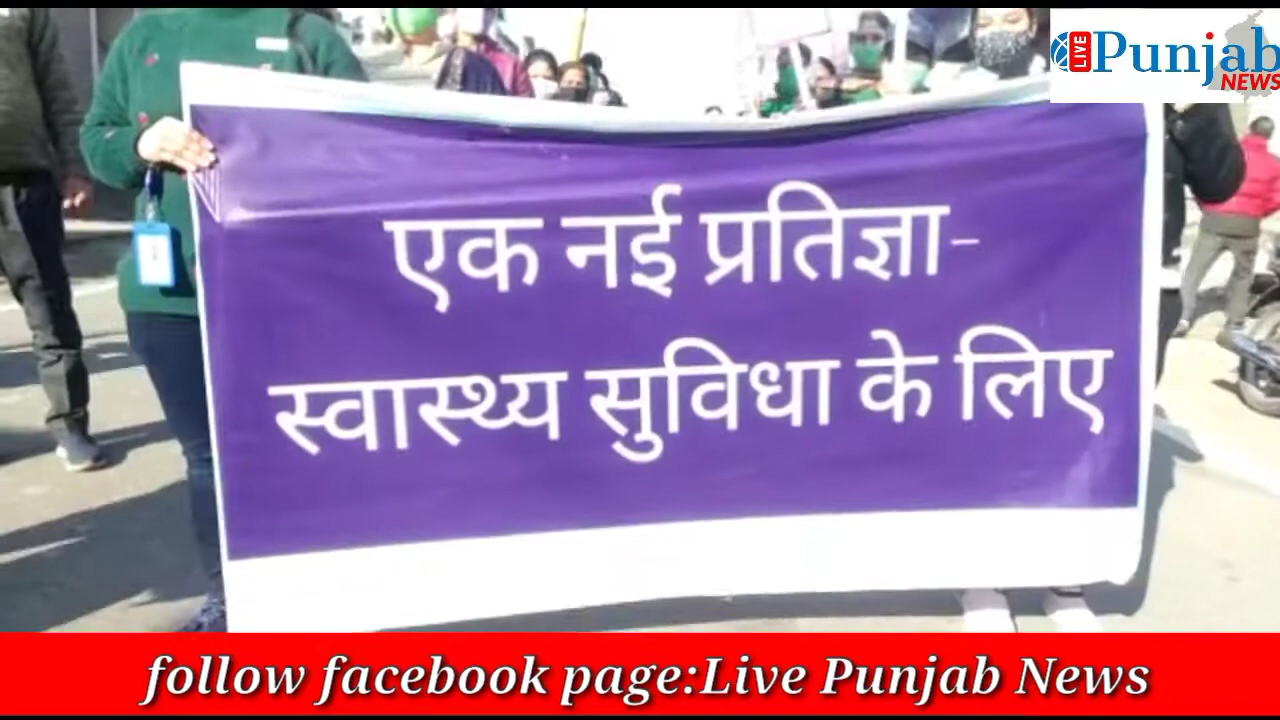 LIVE Punjab
NEWS
एक नई प्रतिज्ञा-
स्वास्थ्य सुविधा के लिए
follow facebook page:Live Punjab News